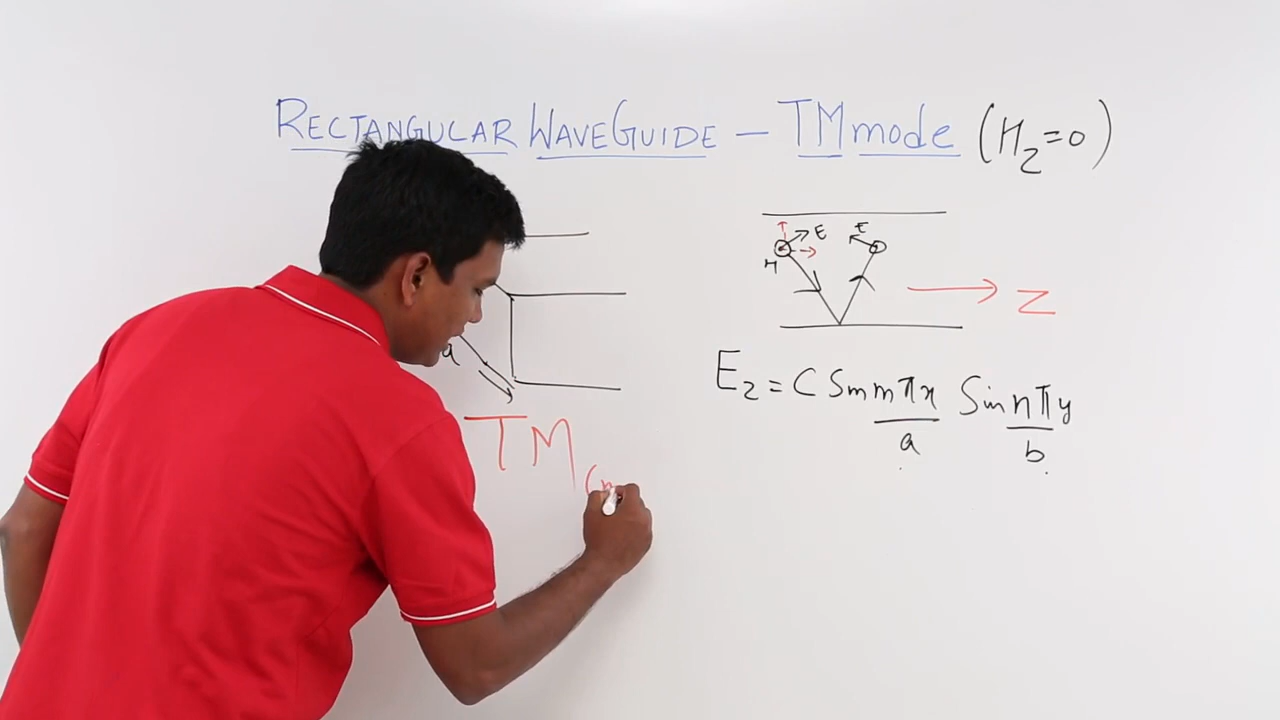 RECTANGULAR WAVEGUIDE – TM mode (Hz=0)
E E
H
Z
a
Ez = C Sin mπx/a Sin nπy/b
TM(m